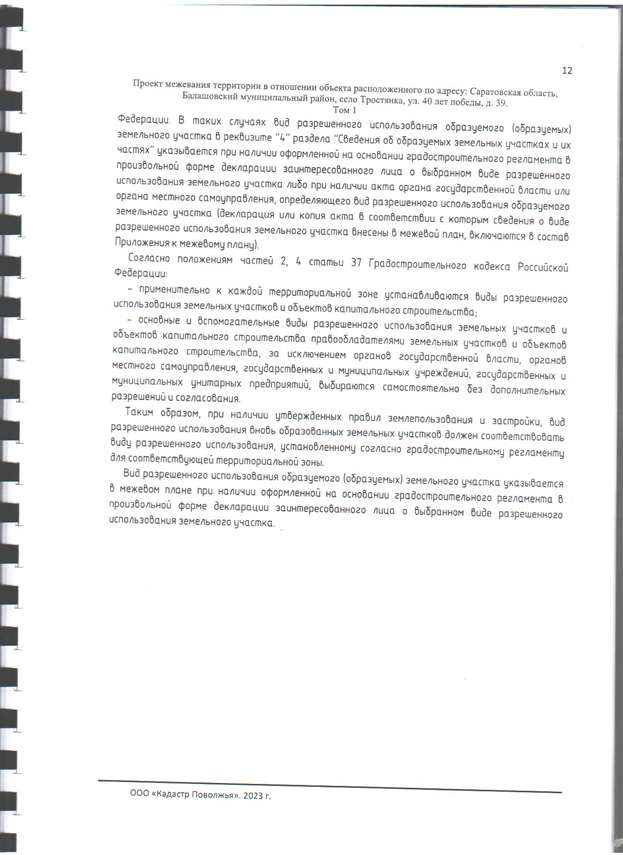 12
Проект межевания территории в отношении объекта расположенного по адресу: Саратовская область,
Балашовский муниципальный район, село Тростянка, ул. 40 лет победы, д. 39.
Том 1
Федерации. В таких случаях вид разрешенного использования образуемого (образуемых)
земельного участка в реквизите "4" раздела "Сведения об образуемых земельных участках и их
частях" указывается при наличии оформленной на основании градостроительного регламента в
произвольной форме декларации заинтересованного лица о выбранном виде разрешенного
использования земельного участка либо при наличии акта органа государственной власти или
органа местного самоуправления, определяющего вид разрешенного использования образуемого
земельного участка (декларация или копия акта в соответствии с которым сведения о виде
разрешенного использования земельного участка внесены в межевой план, включаются в состав
Приложения к межевому плану).
Согласно положениям частей 2, 4 статьи 37 Градостроительного кодекса Российской
Федерации:
– применительно к каждой территориальной зоне устанавливаются виды разрешенного
использования земельных участков и объектов капитального строительства;
– основные и вспомогательные виды разрешенного использования земельных участков и
объектов капитального строительства правообладателями земельных участков и объектов
капитального строительства, за исключением органов государственной власти, органов
местного самоуправления, государственных и муниципальных учреждений, государственных и
муниципальных унитарных предприятий, выбираются самостоятельно без дополнительных
разрешений и согласования.
Таким образом, при наличии утвержденных правил землепользования и застройки, вид
разрешенного использования вновь образованных земельных участков должен соответствовать
виду разрешенного использования, установленному согласно градостроительному регламенту
для соответствующей территориальной зоны.
Вид разрешенного использования образуемого (образуемых) земельного участка указывается
в межевом плане при наличии оформленной на основании градостроительного регламента в
произвольной форме декларации заинтересованного лица о выбранном виде разрешенного
использования земельного участка.
ООО «Кадастр Поволжья». 2023 г.